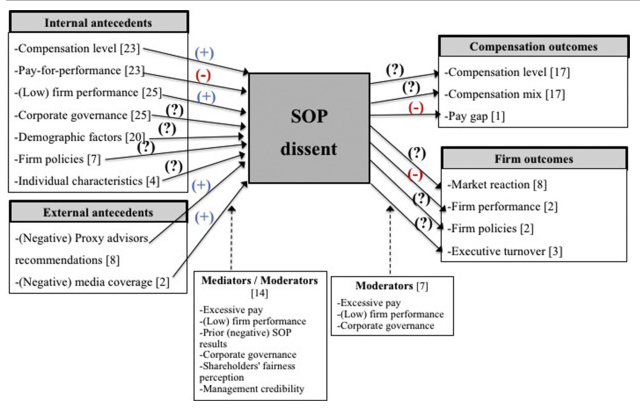 Internal antecedents
-Compensation level [23]
-Pay-for-performance [23]
-(Low) firm performance [25]
-Corporate governance [25]
-Demographic factors [20]
-Firm policies [7]
-Individual characteristics [4]
External antecedents
-(Negative) Proxy advisors
recommendations [8]
-(Negative) media coverage [2]
(+)
(-)
(+)
(?)
(?)
(?)
(?)
(+)
(+)
SOP
dissent
Mediators / Moderators
[14]
-Excessive pay
-(Low) firm performance
-Prior (negative) SOP
results
-Corporate governance
-Shareholders' fairness
perception
-Management credibility
Moderators [7]
-Excessive pay
-(Low) firm performance
-Corporate governance
(?)
(?)
(-)
(?)
(-)
(?)
(?)
Compensation outcomes
-Compensation level [17]
-Compensation mix [17]
-Pay gap [1]
Firm outcomes
-Market reaction [8]
-Firm performance [2]
-Firm policies [2]
-Executive turnover [3]